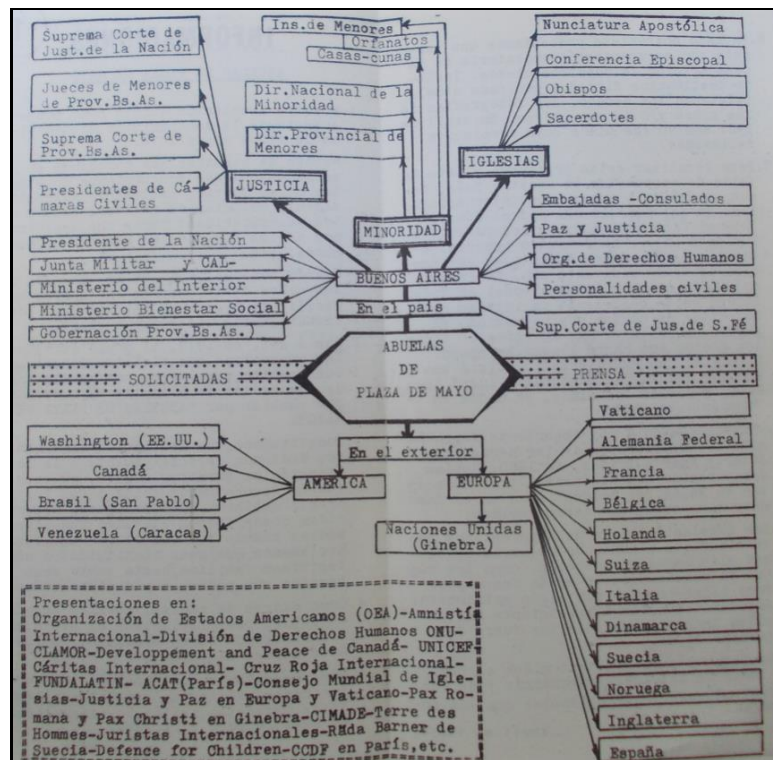 Suprema Corte de
Just.de la Nación
Jueces de Menores
de Prov.Bs.As.
Suprema Corte de
Prov.Bs.As.
Presidentes de Cá-
maras Civiles
JUSTICIA
Ins.de Menores
Orfanatos
Casas-cunas
Dir.Nacional de la
Minoridad
Dir.Provincial de
Menores
MINORIDAD
Nunciatura Apostólica
Conferencia Episcopal
Obispos
Sacerdotes
IGLESIAS
Presidente de la Nación
Junta Militar y CAL-
Ministerio del Interior
Ministerio Bienestar Social
Gobernación Prov.Bs.As.)
BUENOS AIRES
En el pais
Embajadas -Consulados
Paz y Justicia
Org.de Derechos Humanos
Personalidades civiles
Sup.Corte de Jus.de S.Fé
ABUELAS
DE
PLAZA DE MAYO
SOLICITADAS
PRENSA
En el exterior
AMERICA
EUROPA
Washington (EE.UU.)
Canadá
Brasil (San Pablo)
Venezuela (Caracas)
Naciones Unidas
(Ginebra)
Vaticano
Alemania Federal
Francia
Bélgica
Holanda
Suiza
Italia
Dinamarca
Suecia
Noruega
Inglaterra
España
Presentaciones en:
Organización de Estados Americanos (OEA)-Amnistía
Internacional-División de Derechos Humanos ONU-
CLAMOR-Developpement and Peace de Canadá- UNICEF-
Cáritas Internacional- Cruz Roja Internacional-
FUNDALATIN- ACAT(París)-Consejo Mundial de Igle-
sias-Justicia y Paz en Europa y Vaticano-Pax Ro-
mana y Pax Christi en Ginebra-CIMADE-Terre des
Hommes-Juristas Internacionales- Barner de
Suecia-Defence for Children-CCDF en París,etc.